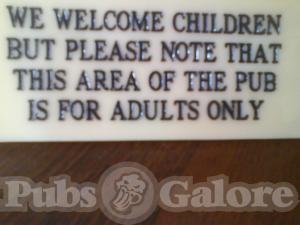 WE WELCOME CHILDREN
BUT PLEASE NOTE THAT
THIS AREA OF THE PUB
IS FOR ADULTS ONLY
Pubs Galore